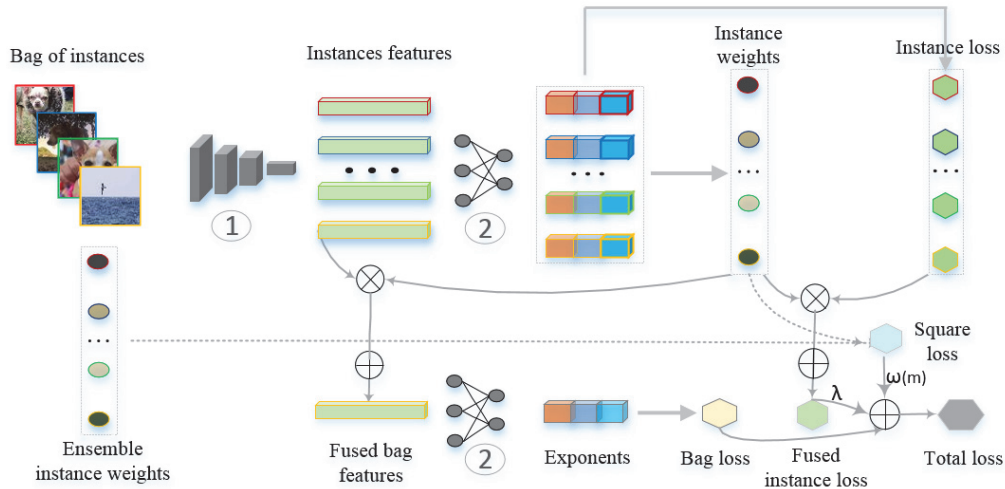 Bag of instances
Instances features
Instance
weights
Instance loss
1
2
Square
loss
ω(m)
λ
2
Ensemble
instance weights
Fused bag
features
Exponents
Bag loss
Fused
instance loss
Total loss